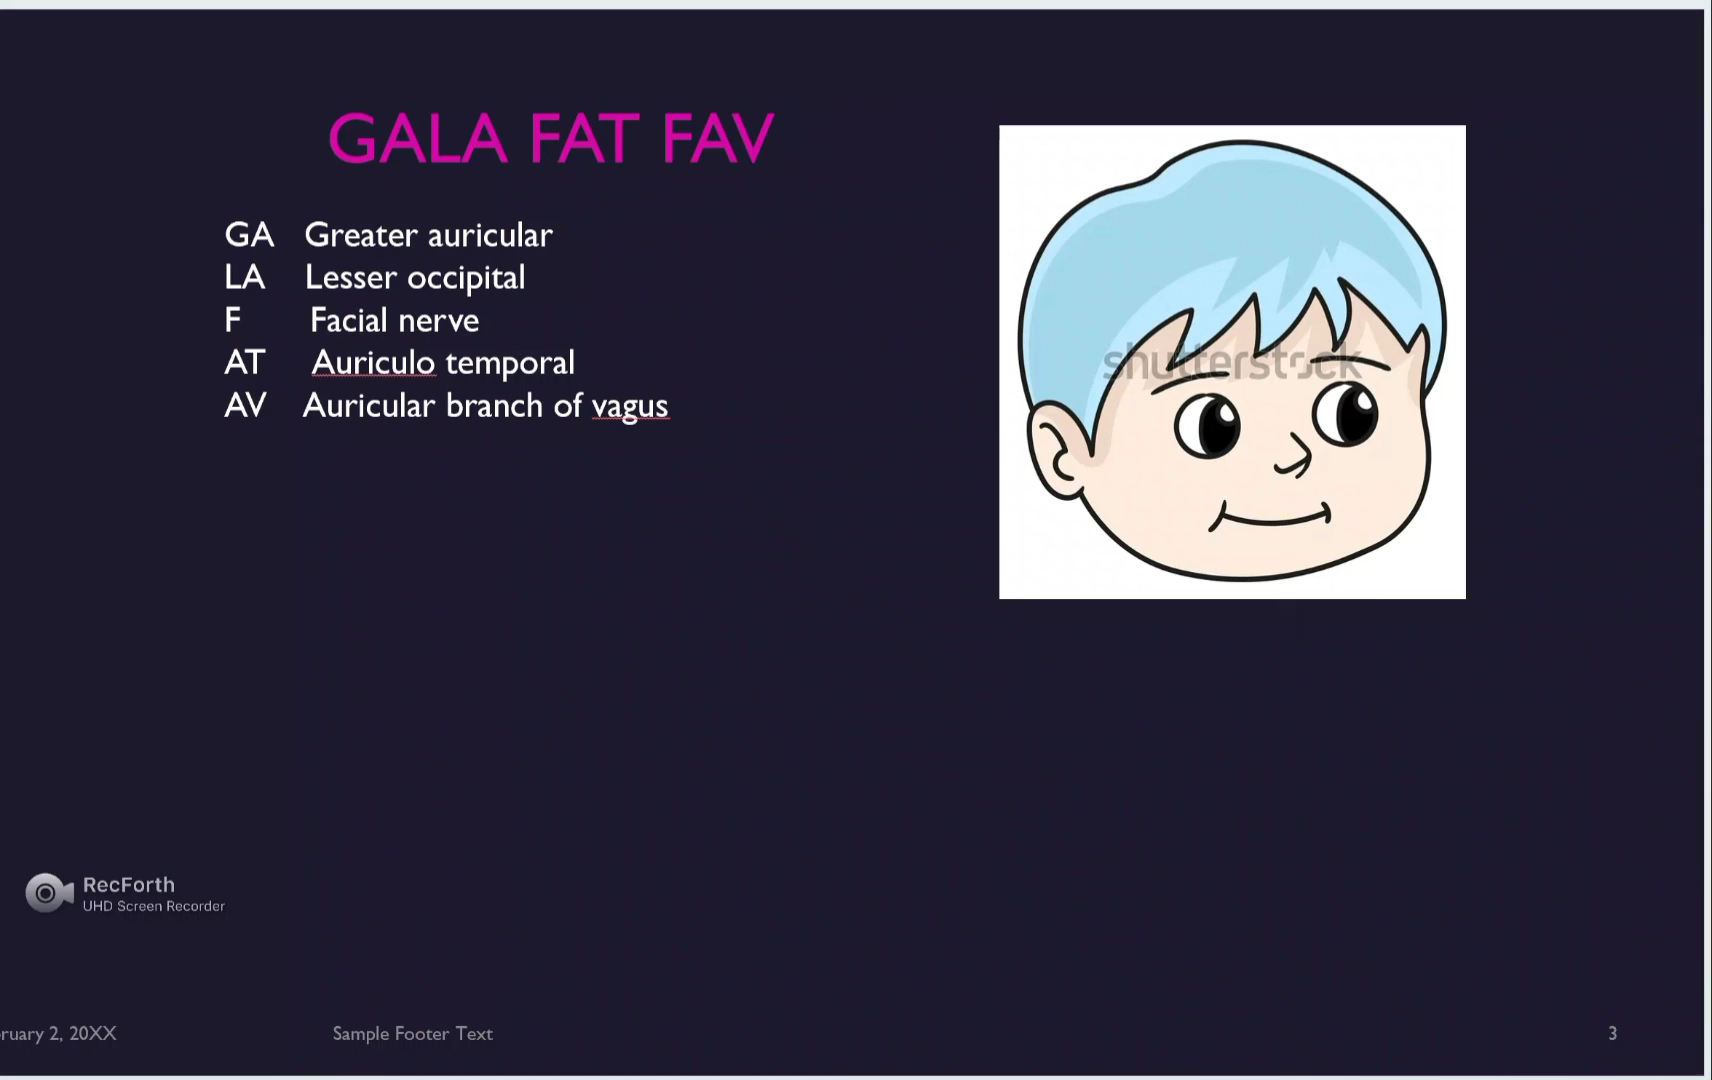 GALA FAT FAV
GA Greater auricular
LA Lesser occipital
F Facial nerve
AT Auriculo temporal
AV Auricular branch of vagus
shutterstock
RecForth
UHD Screen Recorder
ruary 2, 20XX
Sample Footer Text
3